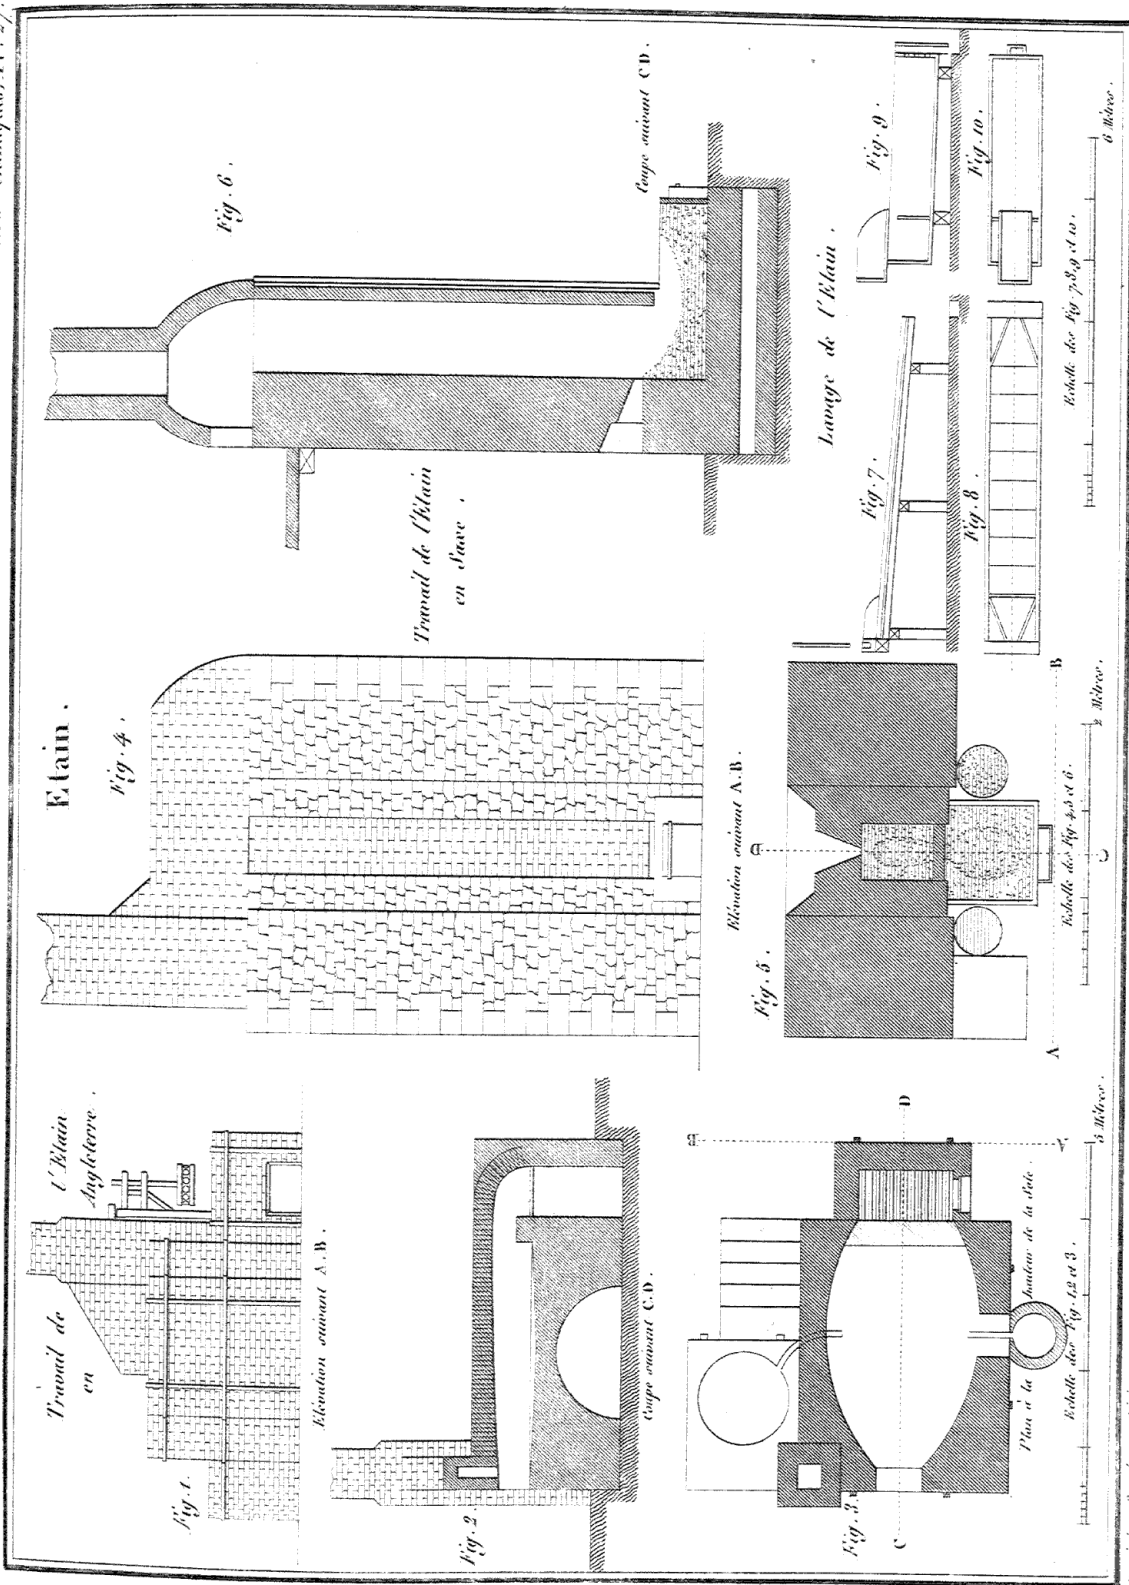 Etain.
Travail de l'Etain
en Angleterre.
Fig. 1.
Elévation suivant A.B.
Fig. 2.
Coupe suivant C.D.
Fig. 3.
A
B
C
D
Plan à la hauteur de la Sole.
Echelle des Fig. 1,2 et 3.
5 Mètres.
Fig. 4.
Travail de l'Etain
en Saxe.
Elévation suivant A.B.
Fig. 5.
A
B
C
D
Echelle des Fig. 4,5 et 6.
2 Mètres.
Fig. 6.
Coupe suivant C.D.
Lavage de l'Etain.
Fig. 7.
Fig. 8.
Fig. 9.
Fig. 10.
Echelle des Fig. 7,8,9 et 10.
6 Mètres.